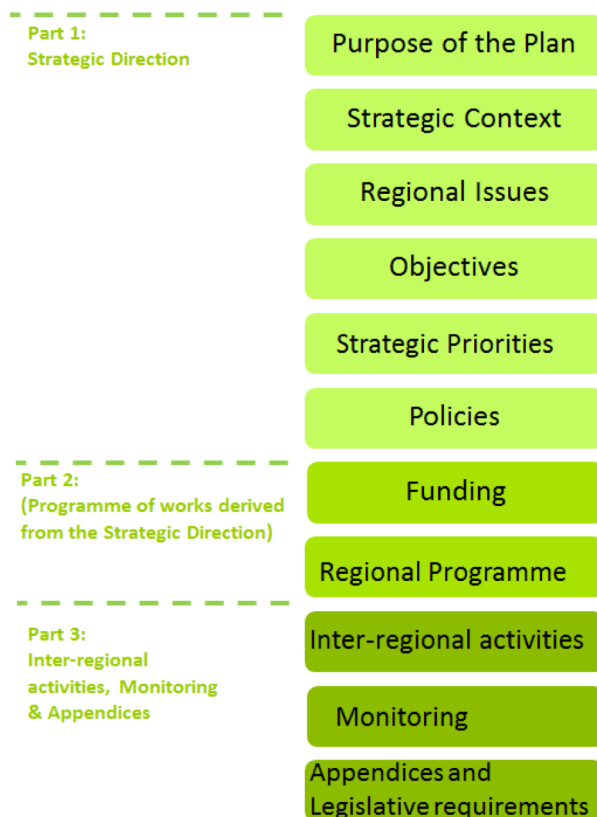 Part 1:
Strategic Direction
Purpose of the Plan
Strategic Context
Regional Issues
Objectives
Strategic Priorities
Policies
Part 2:
(Programme of works derived
from the Strategic Direction)
Funding
Regional Programme
Part 3:
Inter-regional
activities, Monitoring
& Appendices
Inter-regional activities
Monitoring
Appendices and
Legislative requirements